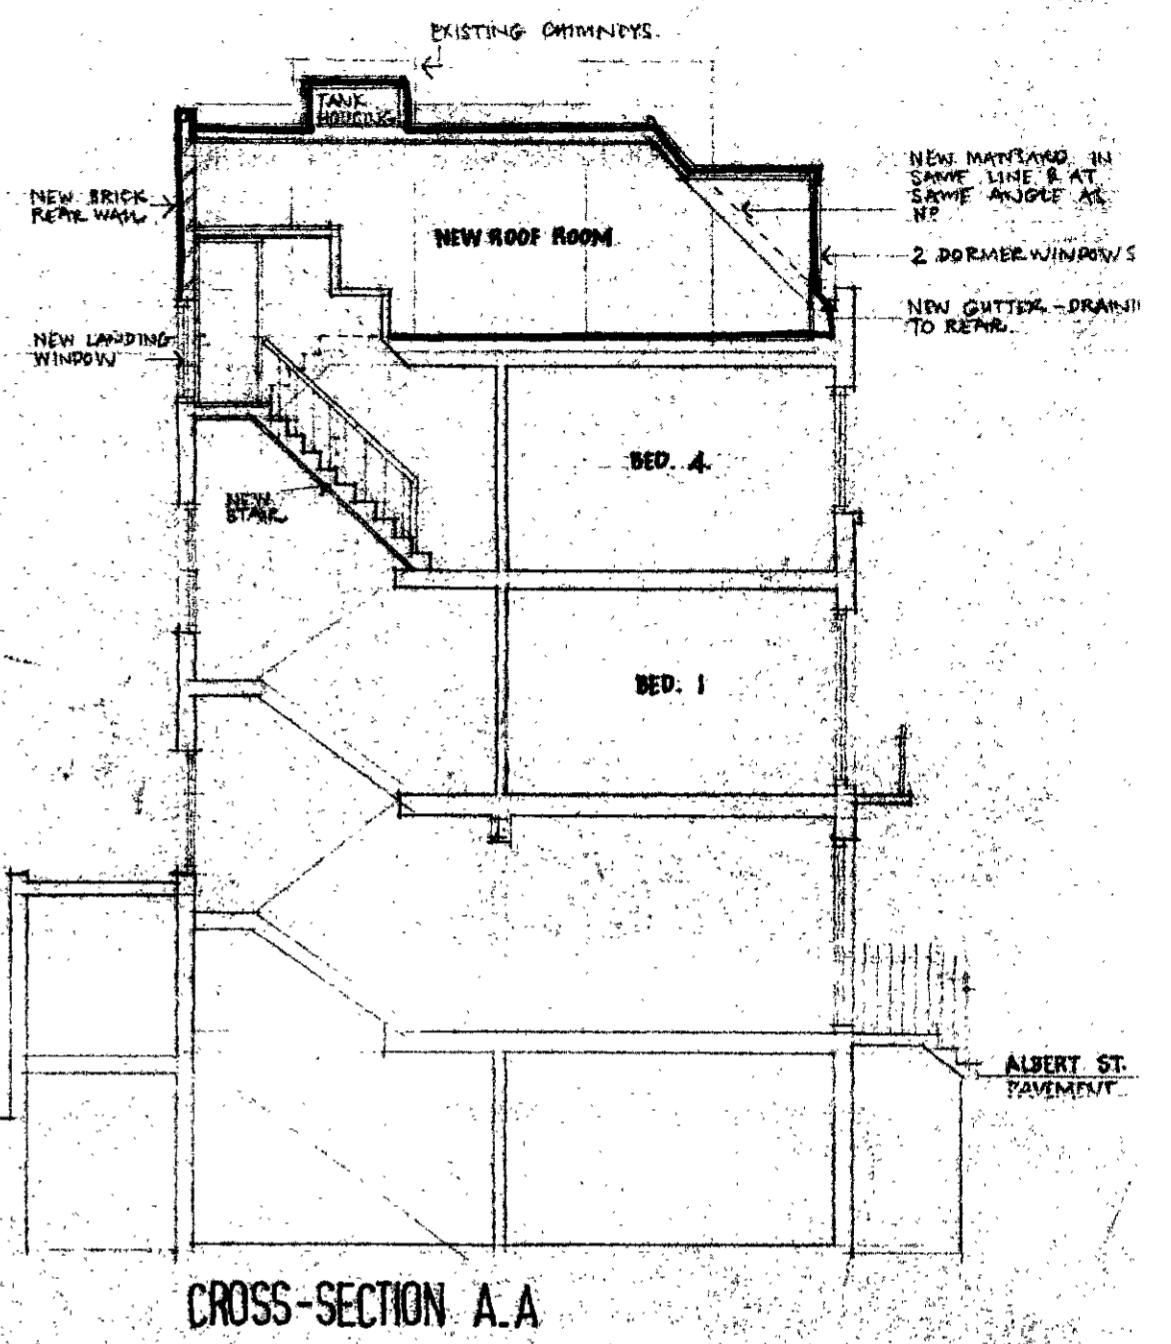 EXISTING CHIMNEYS.
TANK
HOUSING
NEW MANSARD IN
SAME LINE & AT
SAME ANGLE AS
NEW BRICK
REAR WALL
NEW ROOF ROOM
2 DORMER WINDOWS
NEW GUTTER - DRAIN
TO REAR.
NEW LANDING
WINDOW
BED. 4.
NEW
STAIR
BED. 1
ALBERT ST.
PAVEMENT
CROSS-SECTION A.A